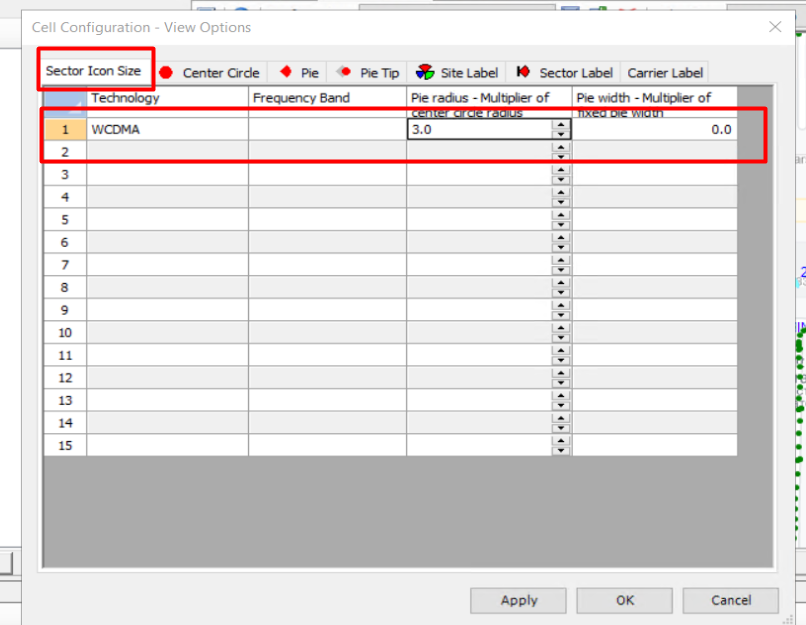 Cell Configuration - View Options
Sector Icon Size Center Circle Pie Pie Tip Site Label Sector Label Carrier Label
Technology Frequency Band Pie radius - Multiplier of Pie width - Multiplier of
center circle radius fixed pie width
1 WCDMA 3.0 0.0
2
3
4
5
6
7
8
9
10
11
12
13
14
15
Apply OK Cancel